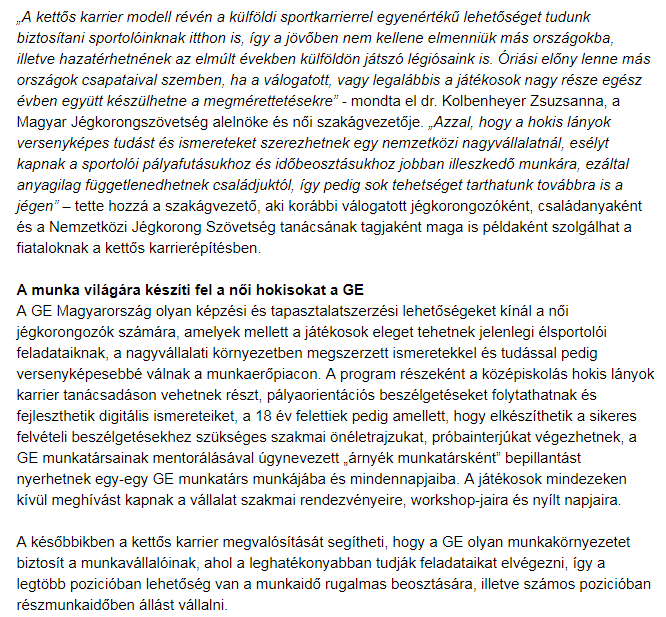 „A kettős karrier modell révén a külföldi sportkarrierrel egyenértékű lehetőséget tudunk
biztosítani sportolóinknak itthon is, így a jövőben nem kellene elmenniük más országokba,
illetve hazatérhetnének az elmúlt években külföldön játszó légiósaink is. Óriási előny lenne más
országok csapataival szemben, ha a válogatott, vagy legalábbis a játékosok nagy része egész
évben együtt készülhetne a megmérettetésekre” - mondta el dr. Kolbenheyer Zsuzsanna, a
Magyar Jégkorongszövetség alelnöke és női szakágvezetője. „Azzal, hogy a hokis lányok
versenyképes tudást és ismereteket szerezhetnek egy nemzetközi nagyvállalatnál, esélyt
kapnak a sportolói pályafutásukhoz és időbeosztásukhoz jobban illeszkedő munkára, ezáltal
anyagilag függetlenedhetnek családjuktól, így pedig sok tehetséget tarthatunk továbbra is a
jégen” – tette hozzá a szakágvezető, aki korábbi válogatott jégkorongozóként, családanyaként
és a Nemzetközi Jégkorong Szövetség tanácsának tagjaként maga is példaként szolgálhat a
fiataloknak a kettős karrierépítésben.
A munka világára készíti fel a női hokisokat a GE
A GE Magyarország olyan képzési és tapasztalatszerzési lehetőségeket kínál a női
jégkorongozók számára, amelyek mellett a játékosok eleget tehetnek jelenlegi élsportolói
feladataiknak, a nagyvállalati környezetben megszerzett ismeretekkel és tudással pedig
versenyképesebbé válnak a munkaerőpiacon. A program részeként a középiskolás hokis lányok
karrier tanácsadáson vehetnek részt, pályaorientációs beszélgetéseket folytathatnak és
fejleszthetik digitális ismereteiket, a 18 év felettiek pedig amellett, hogy elkészíthetik a sikeres
felvételi beszélgetésekhez szükséges szakmai önéletrajzukat, próbainterjúkat végezhetnek, a
GE munkatársainak mentorálásával úgynevezett „árnyék munkatársként” bepillantást
nyerhetnek egy-egy GE munkatárs munkájába és mindennapjaiba. A játékosok mindezeken
kívül meghívást kapnak a vállalat szakmai rendezvényeire, workshop-jaira és nyílt napjaira.
A későbbikben a kettős karrier megvalósítását segítheti, hogy a GE olyan munkakörnyezetet
biztosít a munkavállalóinak, ahol a leghatékonyabban tudják feladataikat elvégezni, így a
legtöbb pozicióban lehetőség van a munkaidő rugalmas beosztására, illetve számos pozicióban
részmunkaidőben állást vállalni.